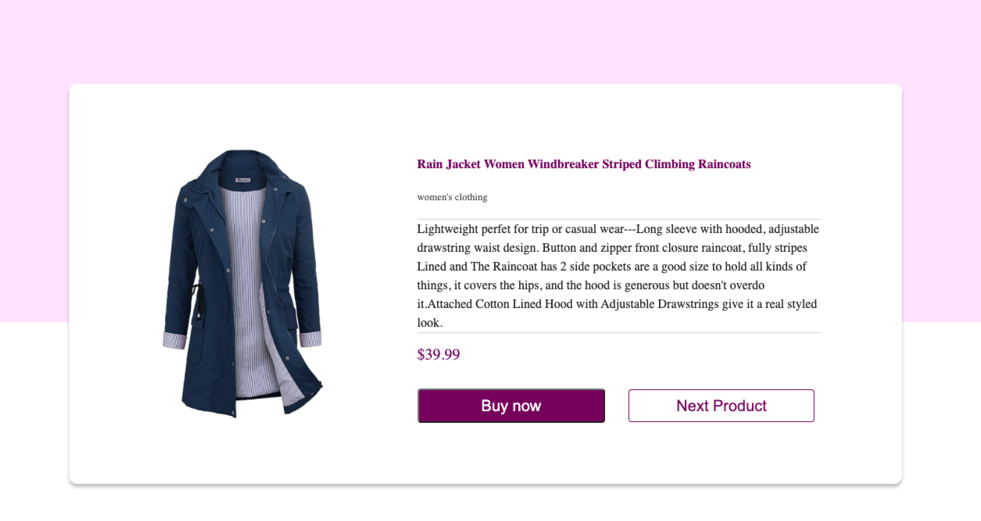 Rain Jacket Women Windbreaker Striped Climbing Raincoats
women's clothing
Lightweight perfet for trip or casual wear---Long sleeve with hooded, adjustable
drawstring waist design. Button and zipper front closure raincoat, fully stripes
Lined and The Raincoat has 2 side pockets are a good size to hold all kinds of
things, it covers the hips, and the hood is generous but doesn't overdo
it.Attached Cotton Lined Hood with Adjustable Drawstrings give it a real styled
look.
$39.99
Buy now
Next Product